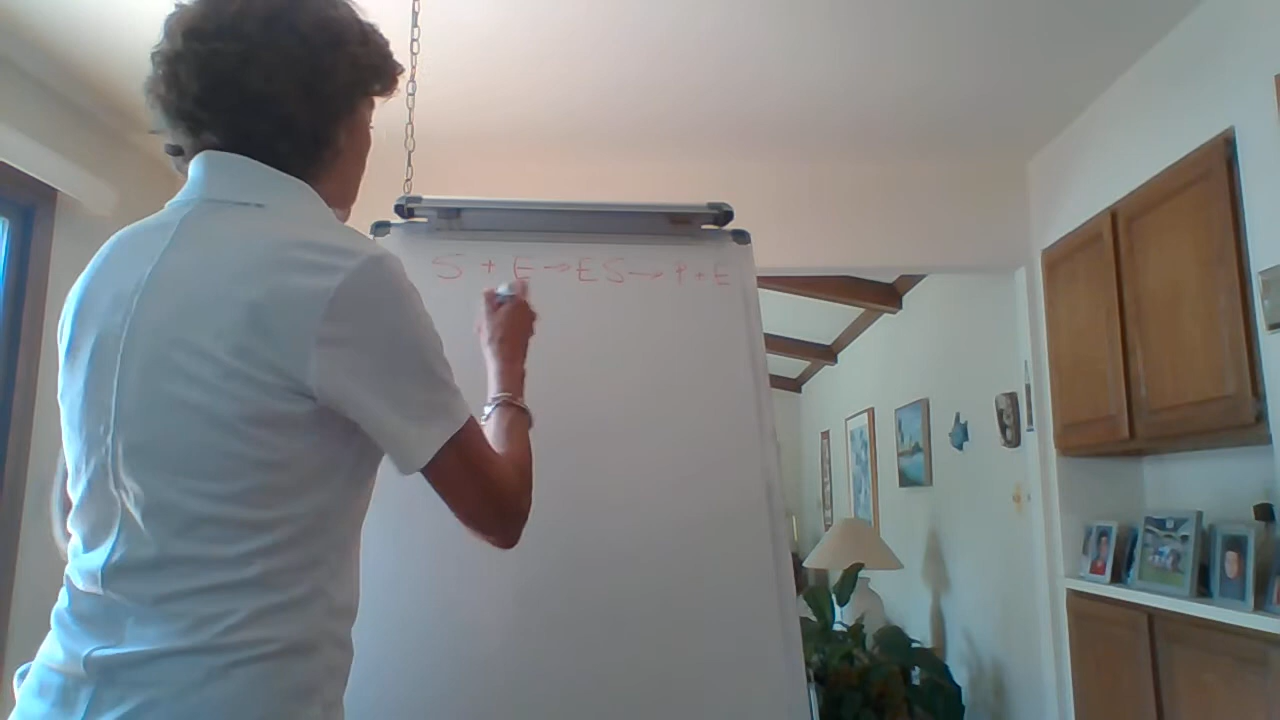 S + E → ES → P + E